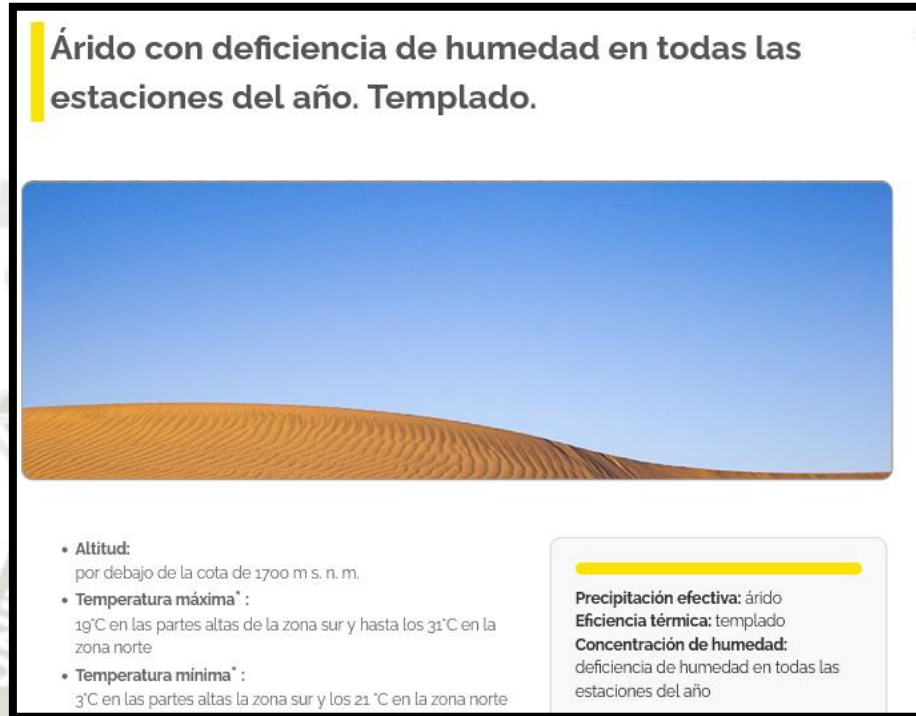 Árido con deficiencia de humedad en todas las
estaciones del año. Templado.
• Altitud:
por debajo de la cota de 1700 m s. n. m.
• Temperatura máxima* :
19°C en las partes altas de la zona sur y hasta los 31°C en la
zona norte
• Temperatura mínima* :
3°C en las partes altas la zona sur y los 21 °C en la zona norte
Precipitación efectiva: árido
Eficiencia térmica: templado
Concentración de humedad:
deficiencia de humedad en todas las
estaciones del año